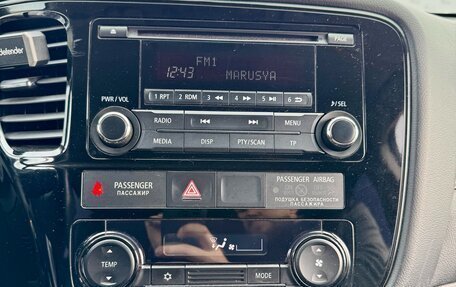 defender
PAGE
FM1
12:43 MARUSYA
1 RPT 2 RDM 3 4 5 6
PWR / VOL
/SEL
RADIO MENU
MEDIA DISP PTY/SCAN TP
PASSENGER
ПАССАЖИР
PASSENGER AIRBAG
ПОДУШКА БЕЗОПАСНОСТИ
ПАССАЖИРА
TEMP MODE